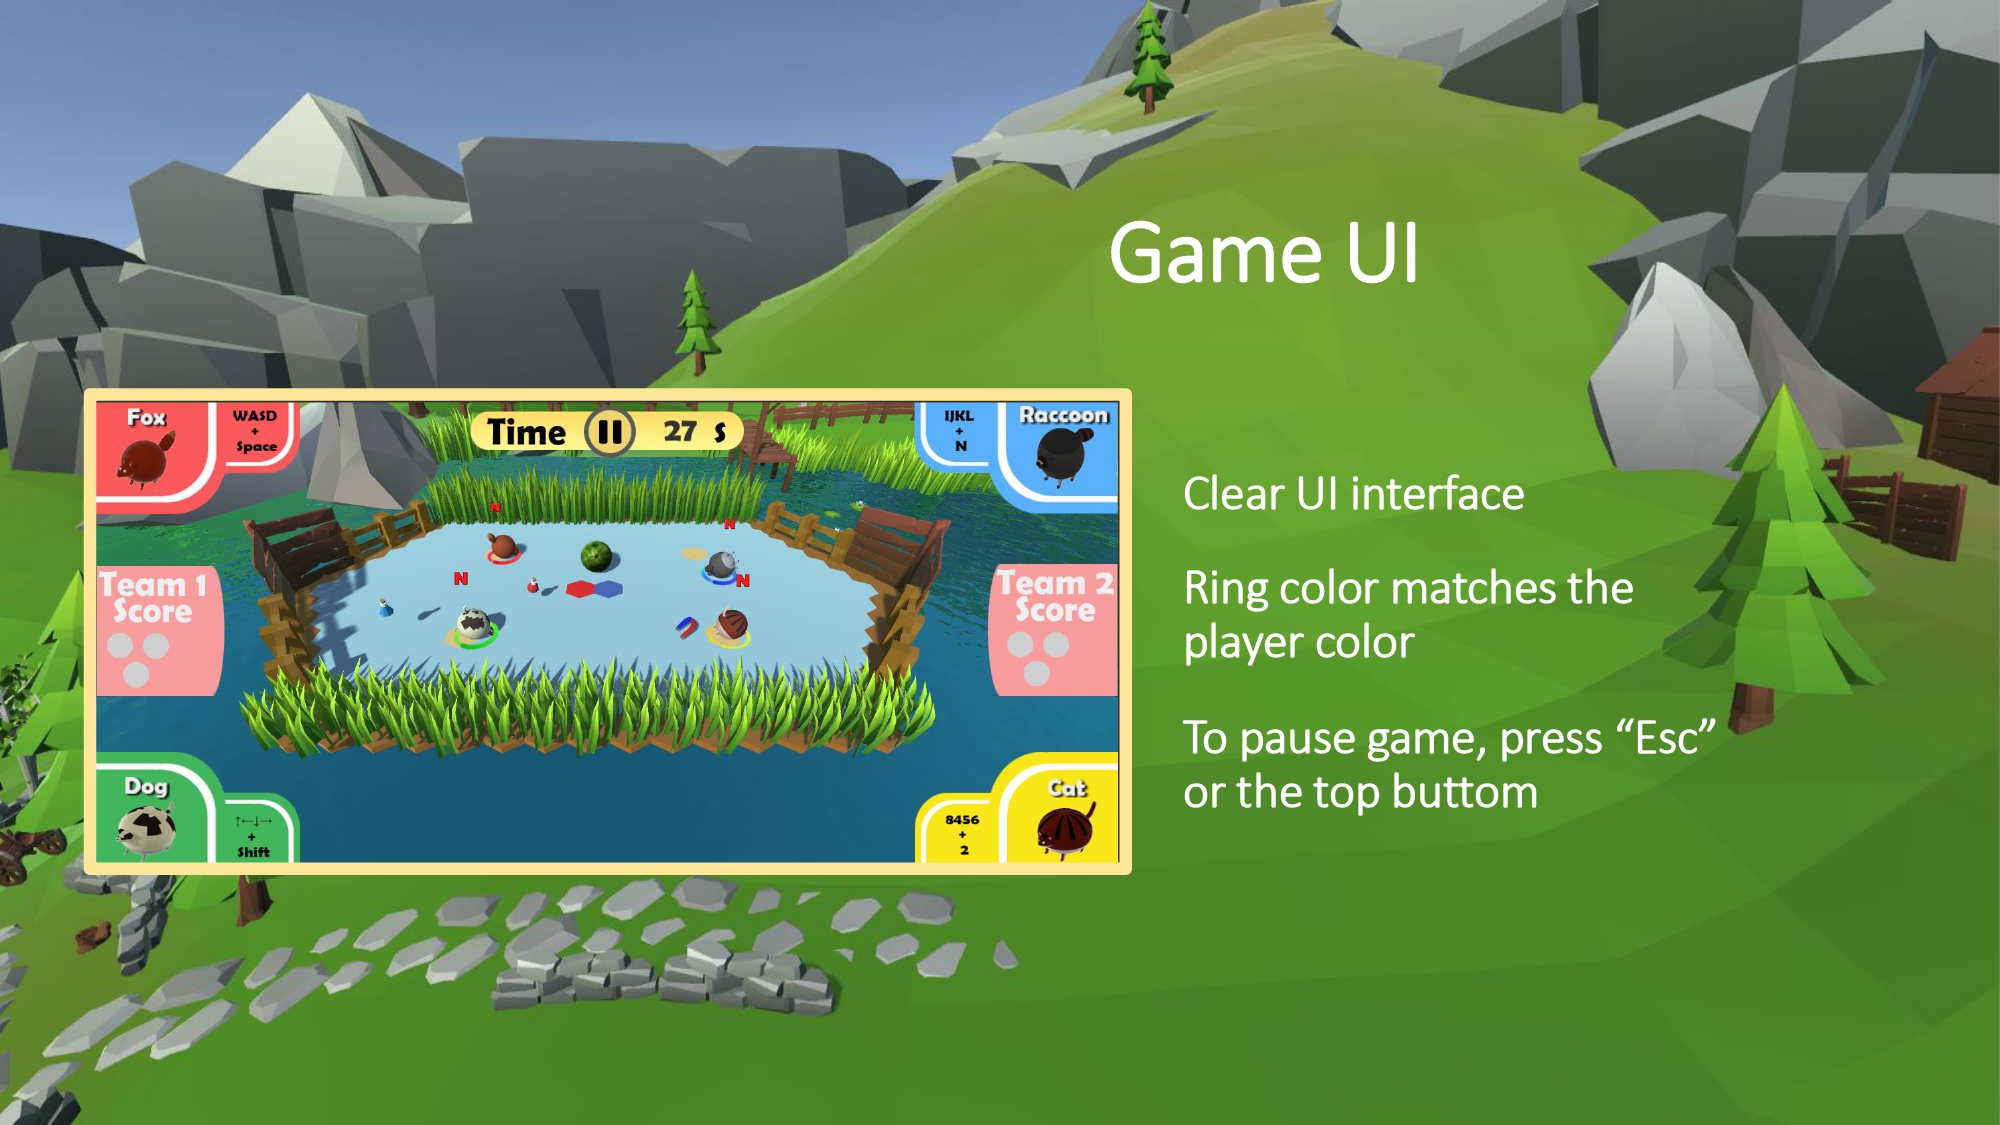 Game UI
Fox
WASD
+
Space
Time 27 S
IJKL
+
N
Raccoon
N
N
N
N
Team 1
Score
Team 2
Score
Dog
↑←↓→
+
Shift
8456
+
2
Cat
Clear UI interface
Ring color matches the
player color
To pause game, press “Esc”
or the top buttom